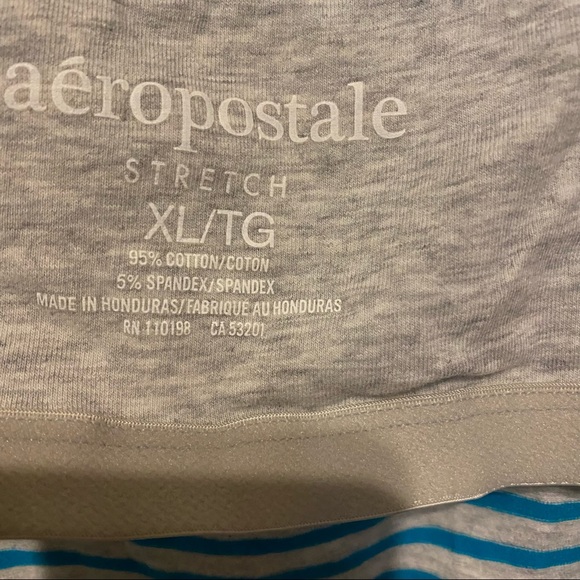 aéropostale
STRETCH
XL/TG
95% COTTON/COTON
5% SPANDEX/SPANDEX
MADE IN HONDURAS/FABRIQUÉ AU HONDURAS
RN 110198 CA 53201